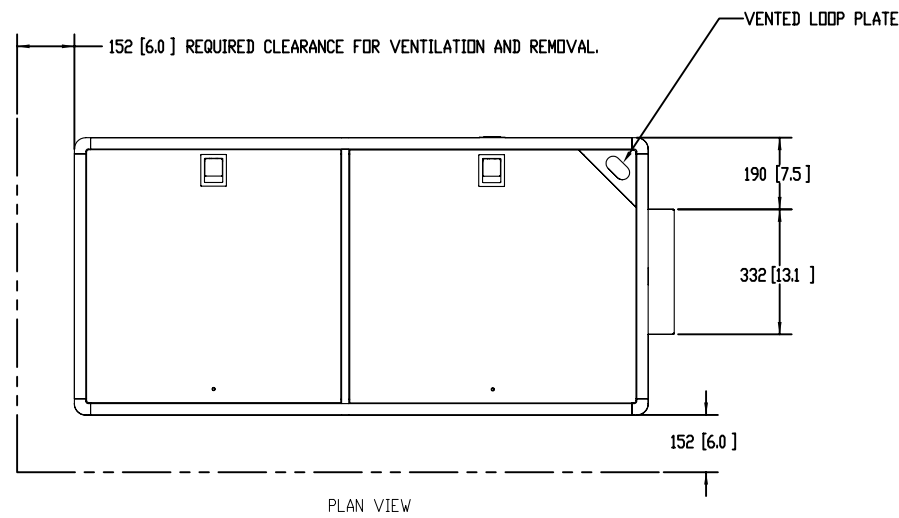 VENTED LOOP PLATE
152 [6.0 ] REQUIRED CLEARANCE FOR VENTILATION AND REMOVAL.
190 [7.5 ]
332 [13.1 ]
152 [6.0 ]
PLAN VIEW